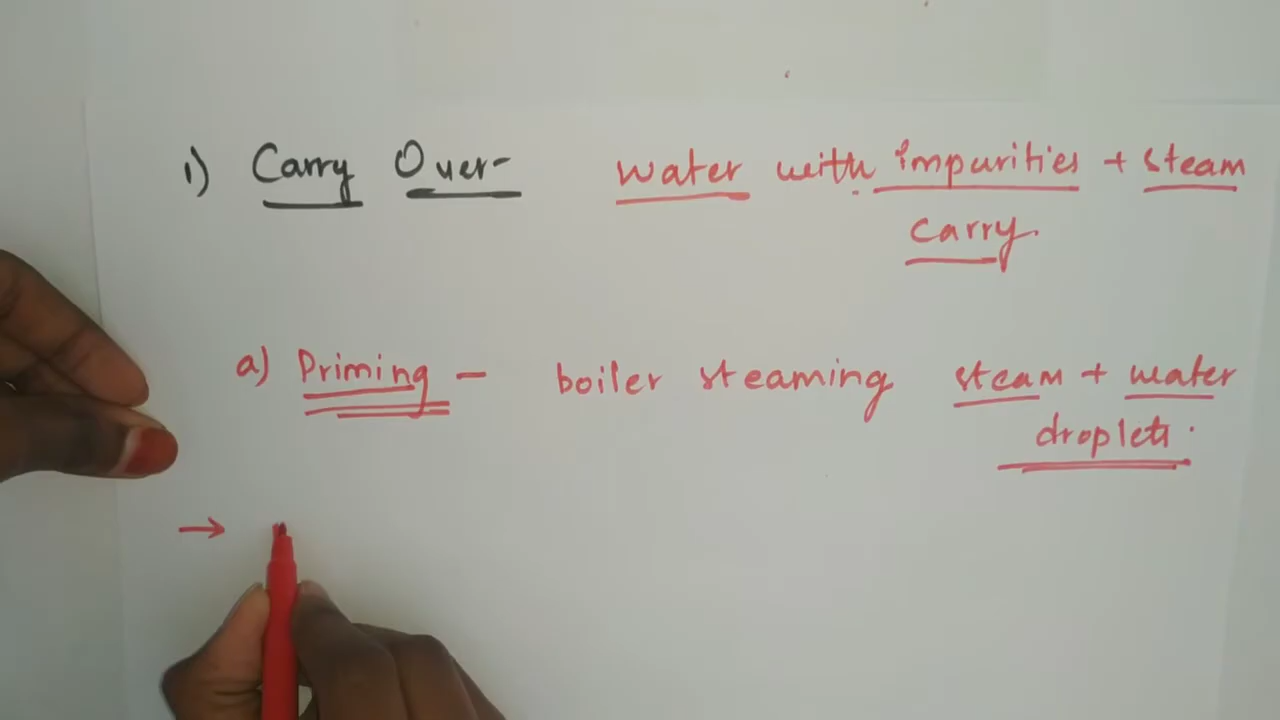 1) Carry Over- water with impurities + steam
carry.
a) Priming - boiler steaming steam + water
droplets.
→